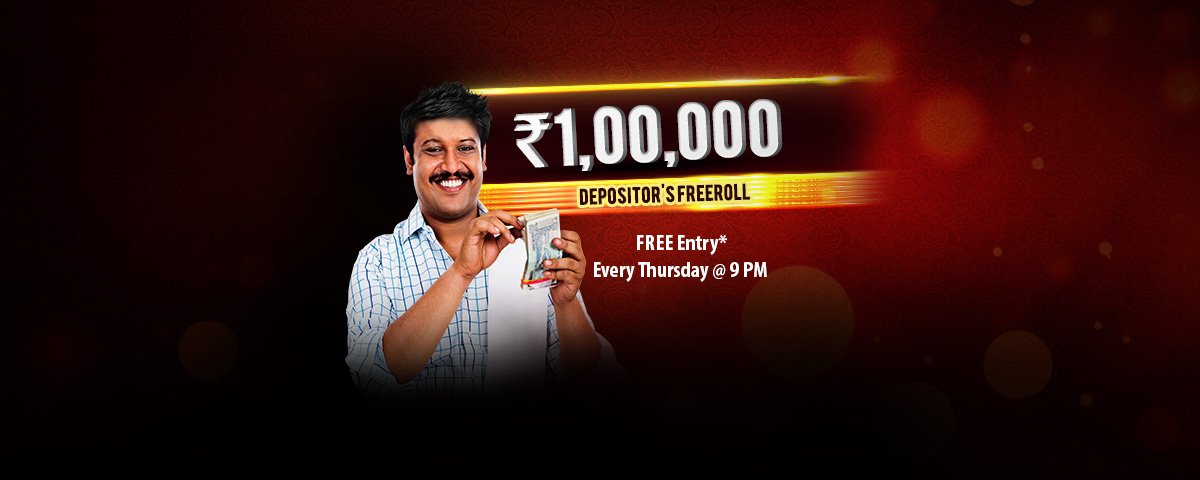 ₹1,00,000
DEPOSITOR'S FREEROLL
FREE Entry*
Every Thursday @ 9 PM